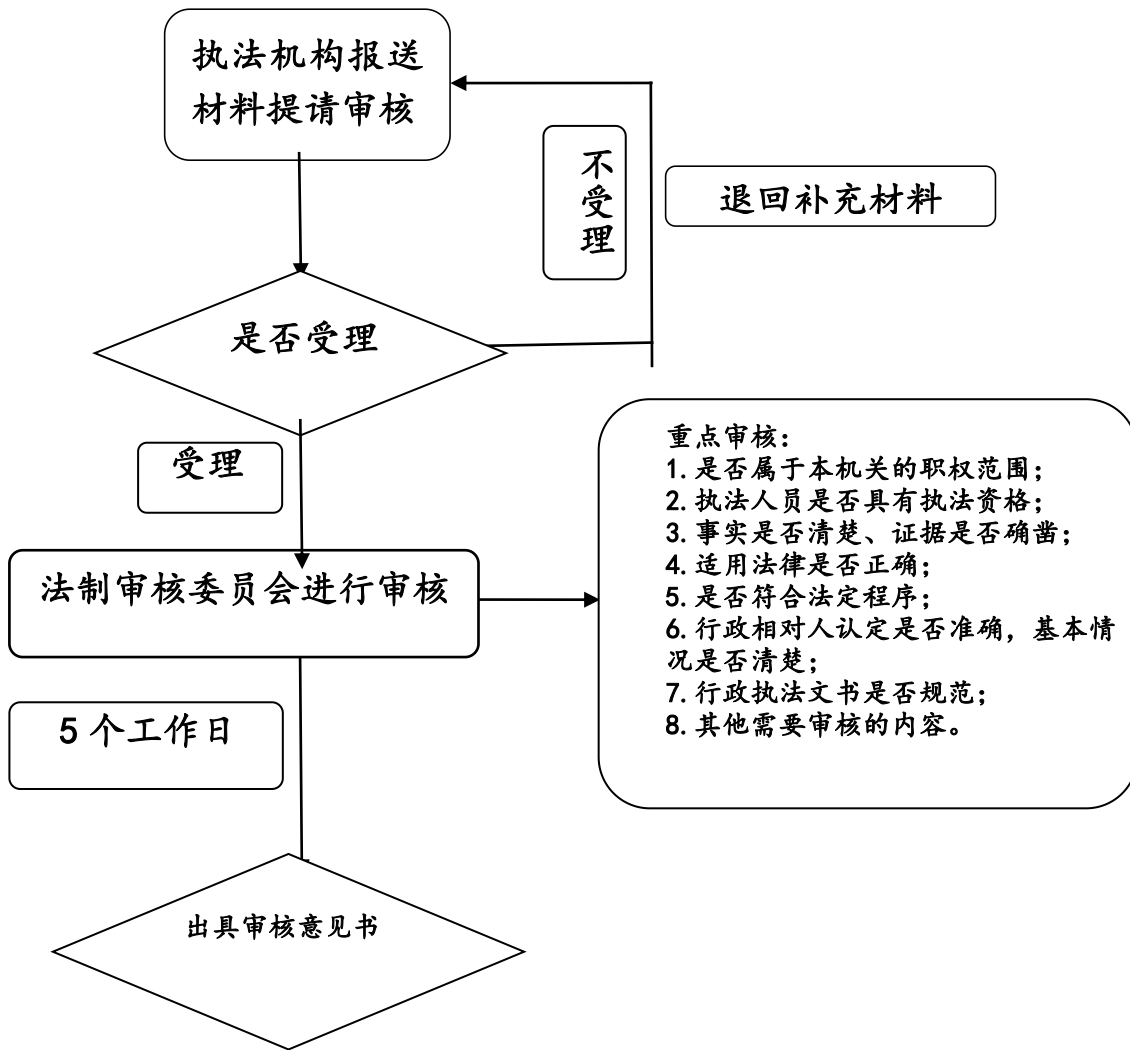 执法机构报送
材料提请审核
不
受
理
退回补充材料
是否受理
受理
重点审核：
1.是否属于本机关的职权范围；
2.执法人员是否具有执法资格；
3.事实是否清楚、证据是否确凿；
4.适用法律是否正确；
5.是否符合法定程序；
6.行政相对人认定是否准确，基本情
况是否清楚；
7.行政执法文书是否规范；
8.其他需要审核的内容。
法制审核委员会进行审核
5个工作日
出具审核意见书